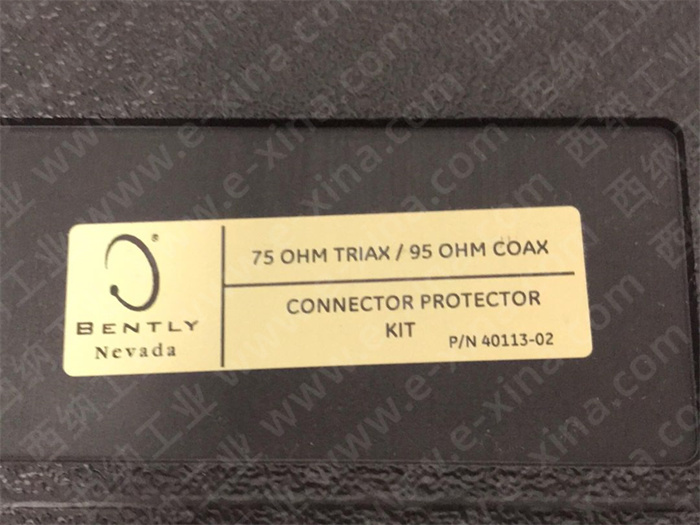 75 OHM TRIAX / 95 OHM COAX
CONNECTOR PROTECTOR
KIT
P/N 40113-02
®
BENTLY
Nevada
西纳工业 www.e-xina.com